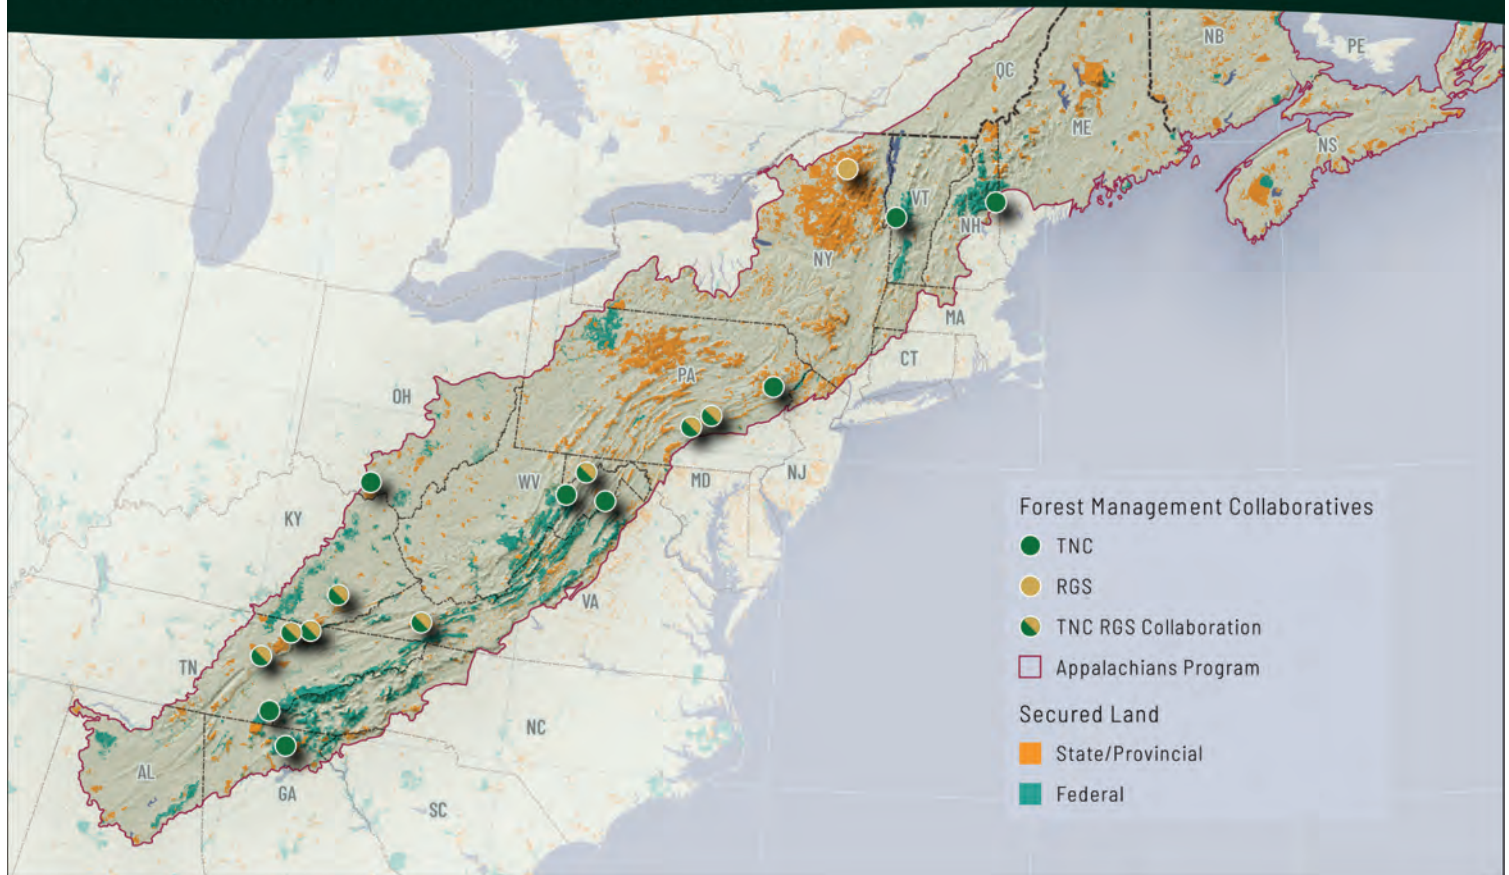 NB
PE
QC
ME
NS
VT
NH
NY
MA
CT
PA
OH
NJ
MD
WV
KY
VA
TN
NC
AL
GA
SC
Forest Management Collaboratives
TNC
RGS
TNC RGS Collaboration
Appalachians Program
Secured Land
State/Provincial
Federal